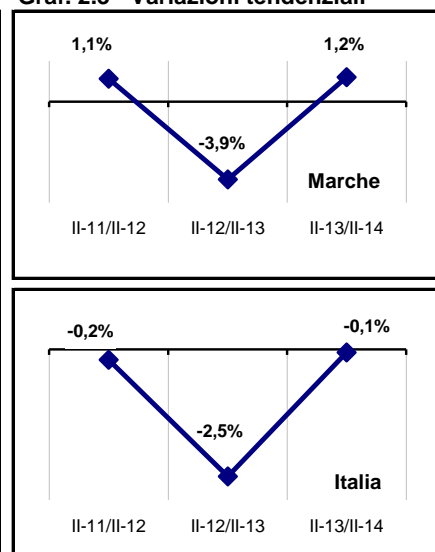 Graf. - Variazioni tendenziali
1,1%
1,2%
-3,9%
Marche
II-11/II-12 II-12/II-13 II-13/II-14
-0,2%
-0,1%
-2,5%
Italia
II-11/II-12 II-12/II-13 II-13/II-14